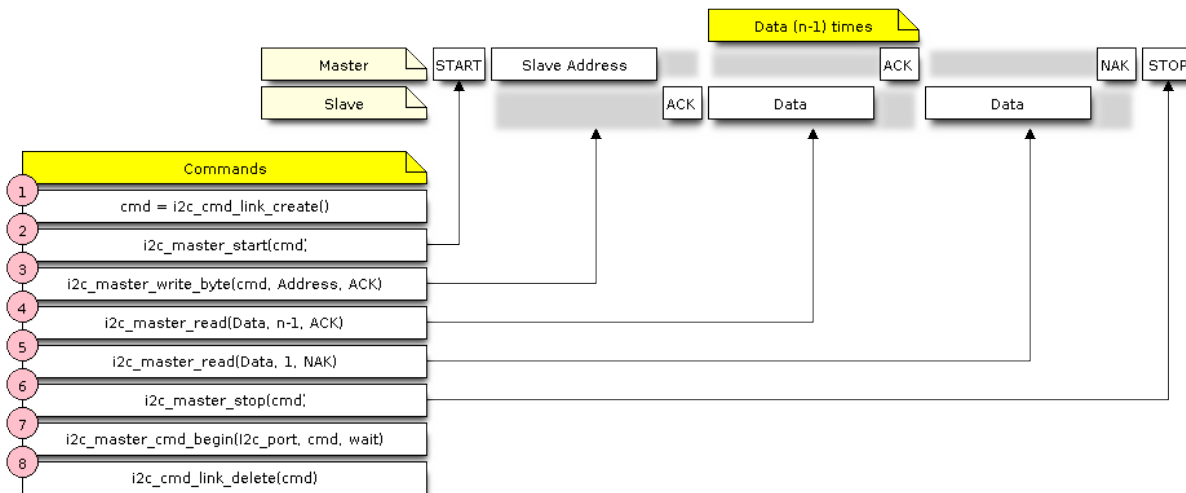 Data (n-1) times
Master START Slave Address ACK NAK STOP
Slave ACK Data Data
Commands
1
cmd = i2c_cmd_link_create()
2
i2c_master_start(cmd)
3
i2c_master_write_byte(cmd, Address, ACK)
4
i2c_master_read(Data, n-1, ACK)
5
i2c_master_read(Data, 1, NAK)
6
i2c_master_stop(cmd)
7
i2c_master_cmd_begin(I2c_port, cmd, wait)
8
i2c_cmd_link_delete(cmd)